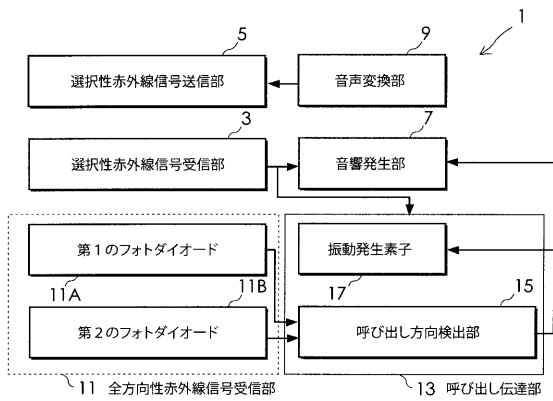 1
5
9
選択性赤外線信号送信部
音声変換部
3
7
選択性赤外線信号受信部
音響発生部
第1のフォトダイオード
振動発生素子
11A
11B
17
15
第2のフォトダイオード
呼び出し方向検出部
11 全方向性赤外線信号受信部
13 呼び出し伝達部